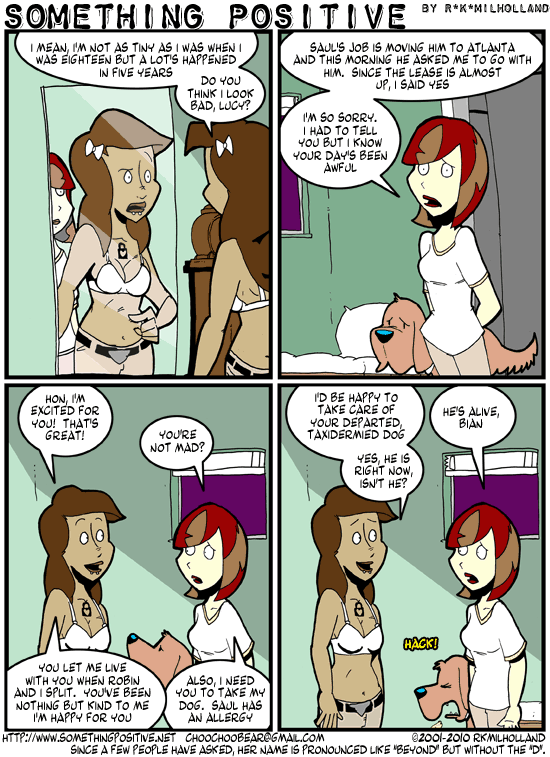 SOMETHING POSITIVE BY R*K*MILHOLLAND
I MEAN, I'M NOT AS TINY AS I WAS WHEN I
WAS EIGHTEEN BUT A LOT'S HAPPENED
IN FIVE YEARS
DO YOU
THINK I LOOK
BAD, LUCY?
SAUL'S JOB IS MOVING HIM TO ATLANTA
AND THIS MORNING HE ASKED ME TO GO WITH
HIM. SINCE THE LEASE IS ALMOST
UP, I SAID YES
I'M SO SORRY.
I HAD TO TELL
YOU BUT I KNOW
YOUR DAY'S BEEN
AWFUL
HON, I'M
EXCITED FOR
YOU! THAT'S
GREAT!
YOU'RE
NOT MAD?
YOU LET ME LIVE
WITH YOU WHEN ROBIN
AND I SPLIT. YOU'VE BEEN
NOTHING BUT KIND TO ME
I'M HAPPY FOR YOU
ALSO, I NEED
YOU TO TAKE MY
DOG. SAUL HAS
AN ALLERGY
I'D BE HAPPY TO
TAKE CARE OF
YOUR DEPARTED,
TAXIDERMIED DOG
HE'S ALIVE,
BIAN
YES, HE IS
RIGHT NOW,
ISN'T HE?
HACK!
HTTP://WWW.SOMETHINGPOSITIVE.NET CHOOCHOOBEAR@GMAIL.COM ©2001-2010 RKMILHOLLAND
SINCE A FEW PEOPLE HAVE ASKED, HER NAME IS PRONOUNCED LIKE "BEYOND" BUT WITHOUT THE "D".